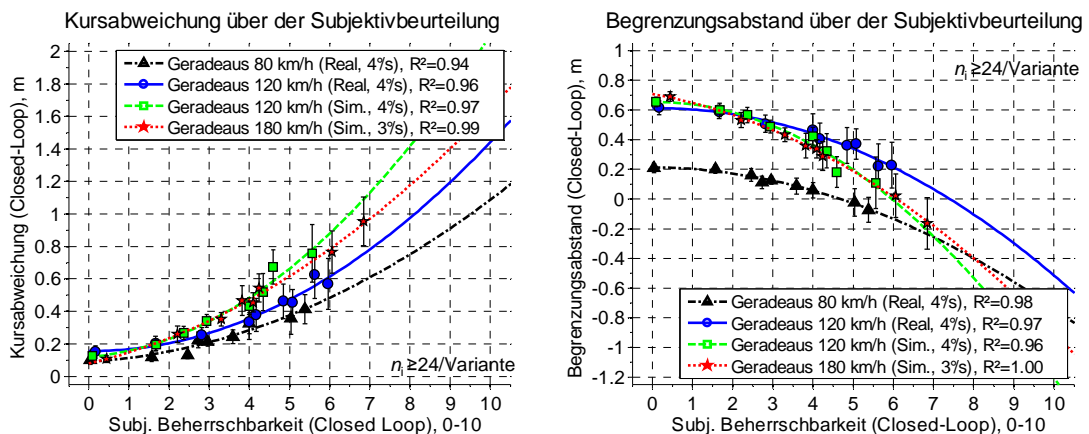 Kursabweichung über der Subjektivbeurteilung
Kursabweichung (Closed-Loop), m
2
1.8
1.6
1.4
1.2
1
0.8
0.6
0.4
0.2
0
Geradeaus 80 km/h (Real, 4°/s), R²=0.94
Geradeaus 120 km/h (Real, 4°/s), R²=0.96
Geradeaus 120 km/h (Sim., 4°/s), R²=0.97
Geradeaus 180 km/h (Sim., 3°/s), R²=0.99
nᵢ≥24/Variante
0 1 2 3 4 5 6 7 8 9 10
Subj. Beherrschbarkeit (Closed Loop), 0-10
Begrenzungsabstand über der Subjektivbeurteilung
Begrenzungsabstand (Closed-Loop), m
1
0.8
0.6
0.4
0.2
0
-0.2
-0.4
-0.6
-0.8
-1
-1.2
nᵢ≥24/Variante
Geradeaus 80 km/h (Real, 4°/s), R²=0.98
Geradeaus 120 km/h (Real, 4°/s), R²=0.97
Geradeaus 120 km/h (Sim., 4°/s), R²=0.96
Geradeaus 180 km/h (Sim., 3°/s), R²=1.00
0 1 2 3 4 5 6 7 8 9 10
Subj. Beherrschbarkeit (Closed-Loop), 0-10